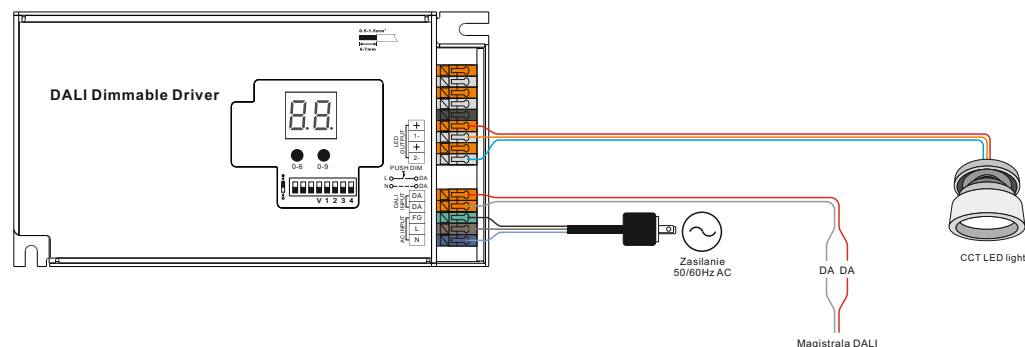 0.5-1.5mm²
6-7mm
DALI Dimmable Driver
88.
0-6 0-9
V 1 2 3 4
LED OUTPUT
+
1-
+
2-
PUSH DIM
L DA
N DA
DALI INPUT
DA
DA
AC INPUT
FG
L
N
Zasilanie
50/60Hz AC
DA DA
Magistrala DALI
CCT LED light